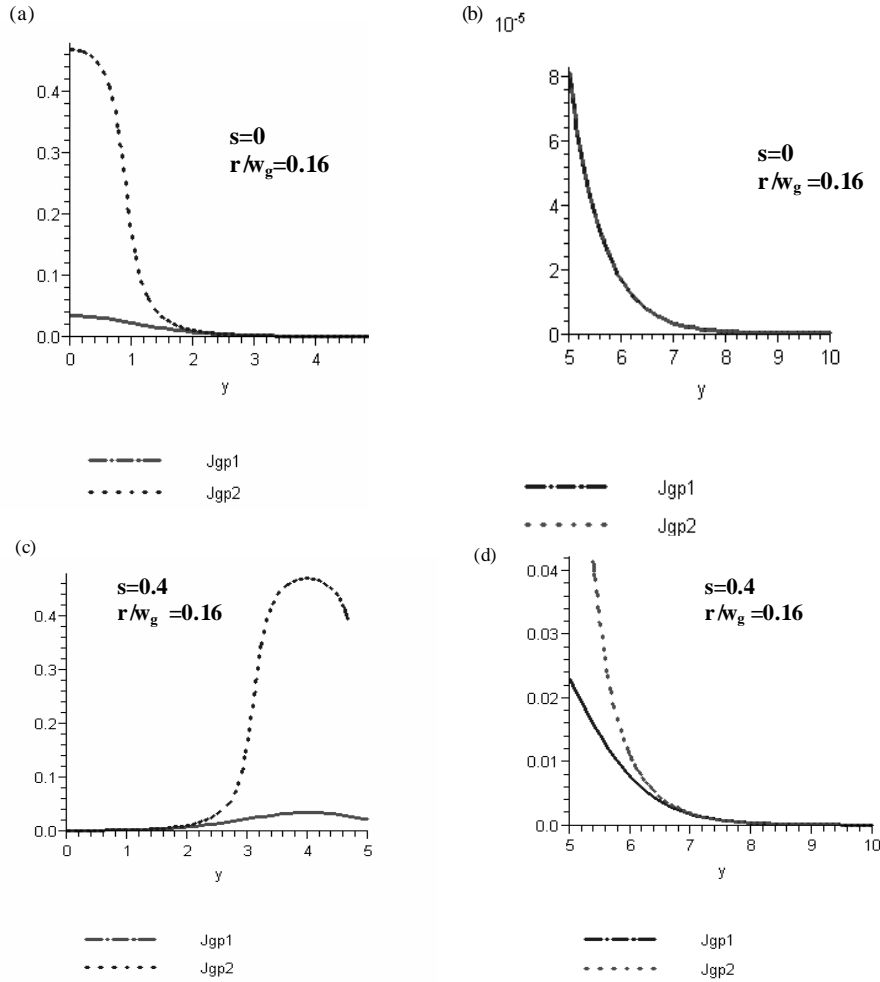 (a)
0.4
0.3
0.2
0.1
0.0
0
1
2
3
4
y
s=0
r/wg=0.16
Jgp1
Jgp2
(b)
10-5
8
6
4
2
0
5
6
7
8
9
10
y
s=0
r/wg =0.16
Jgp1
Jgp2
(c)
0.4
0.3
0.2
0.1
0.0
0
1
2
3
4
5
y
s=0.4
r/wg =0.16
Jgp1
Jgp2
(d)
0.04
0.03
0.02
0.01
0.0
5
6
7
8
9
10
y
s=0.4
r/wg =0.16
Jgp1
Jgp2